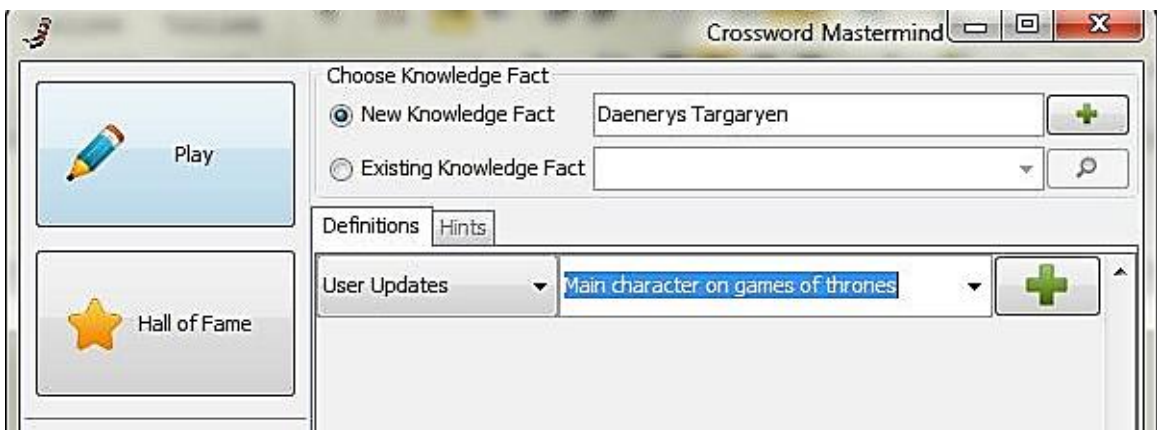 Crossword Mastermind
Choose Knowledge Fact
New Knowledge Fact
Daenerys Targaryen
Play
Existing Knowledge Fact
Definitions
Hints
User Updates
Main character on games of thrones
Hall of Fame